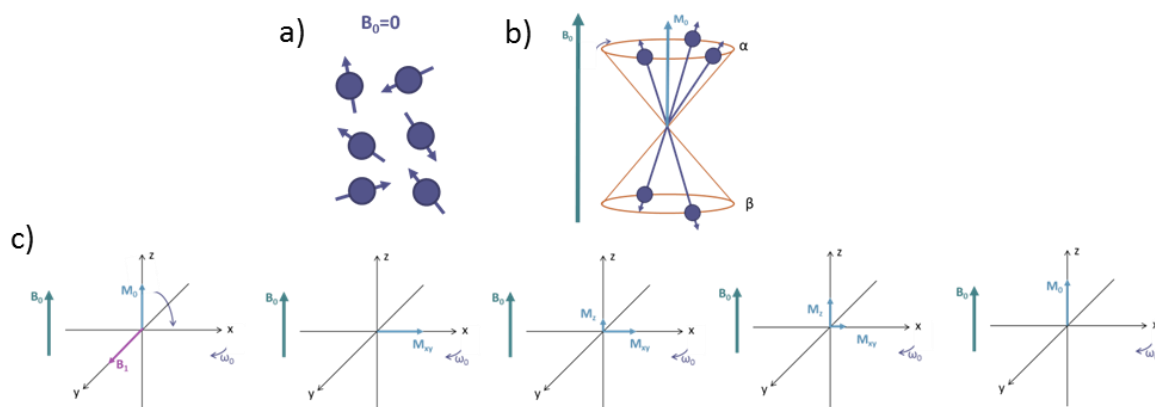 a)
B₀=0
b)
B₀
M₀
α
β
c)
z
B₀
M₀
x
B₁
ω₀
y
z
B₀
x
Mxy
ω₀
y
z
B₀
Mz
x
Mxy
ω₀
y
z
B₀
Mz
x
Mxy
ω₀
y
z
M₀
B₀
x
ω₀
y